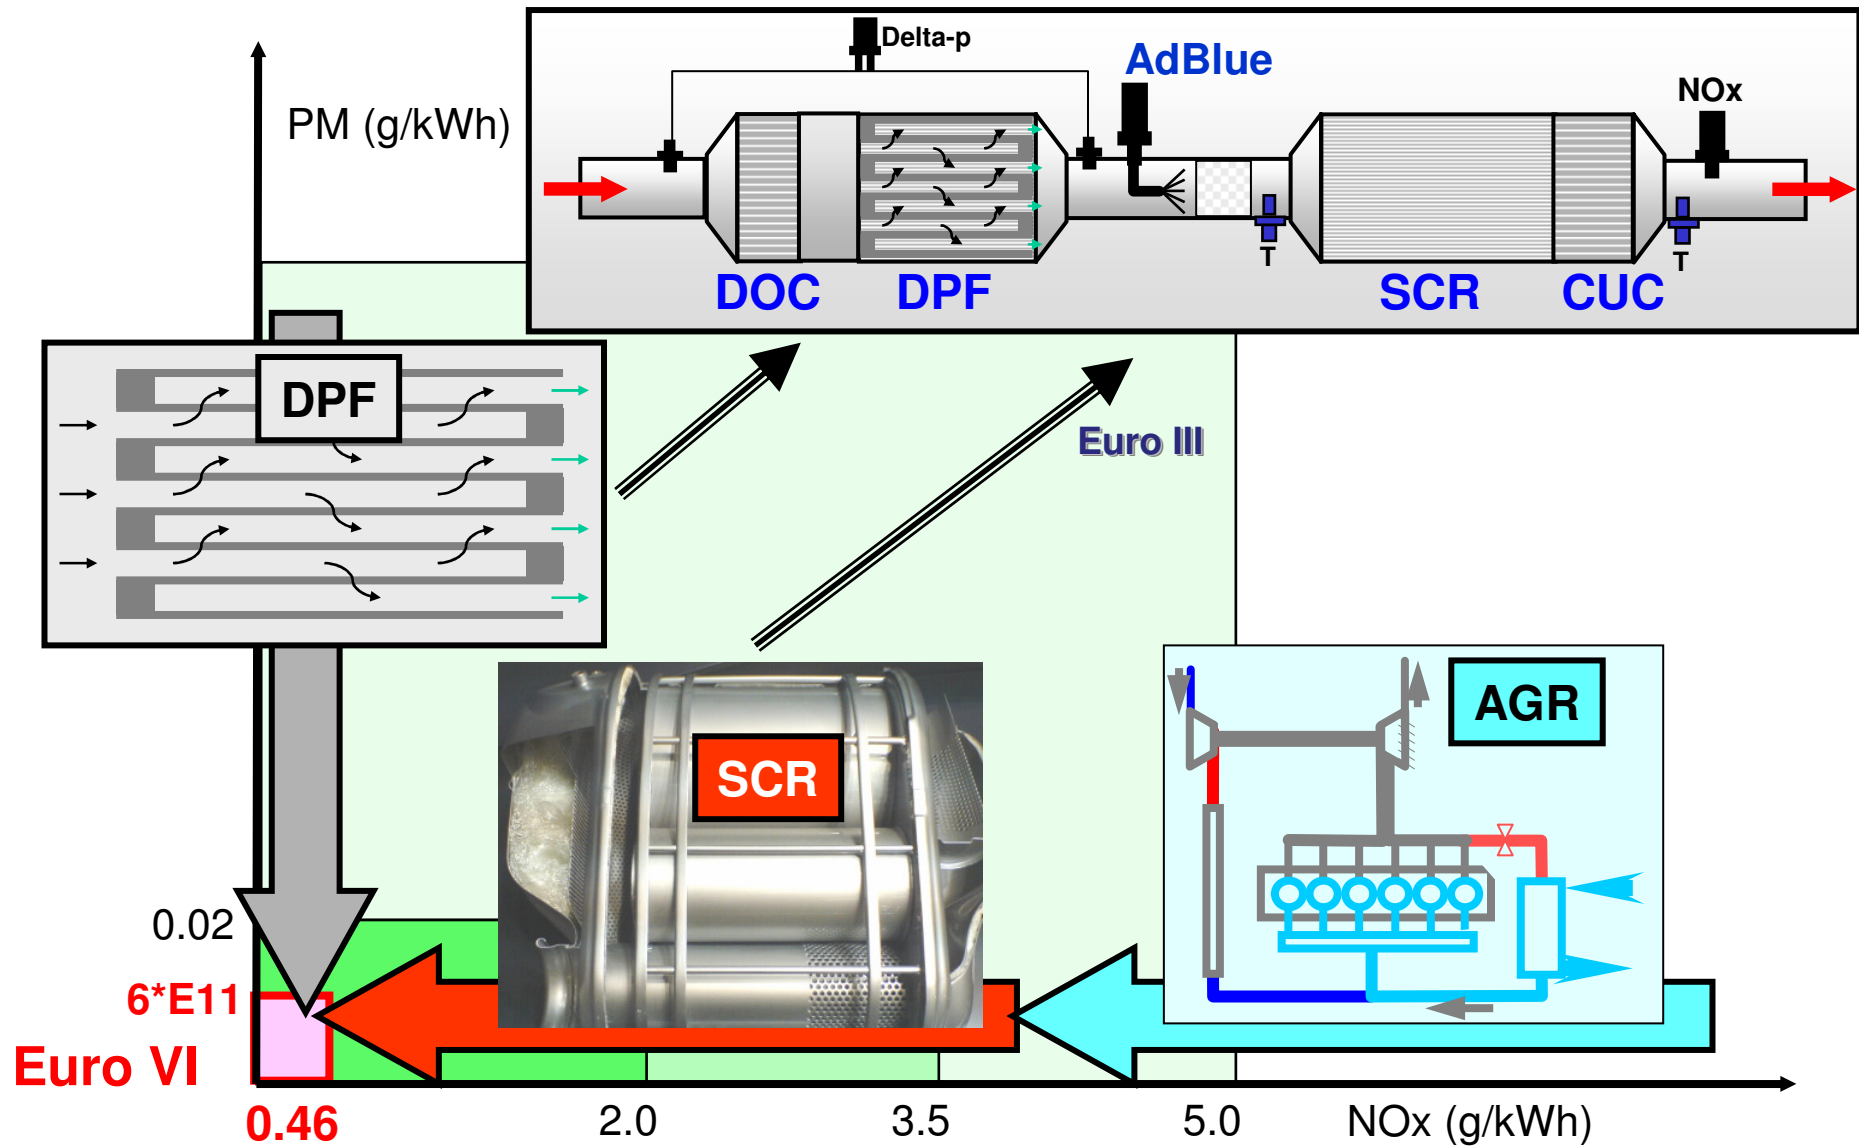 Delta-p
AdBlue
NOx
PM (g/kWh)
T
T
DOC
DPF
SCR
CUC
DPF
Euro III
AGR
SCR
0.02
6*E11
Euro VI
0.46
2.0
3.5
5.0
NOx (g/kWh)